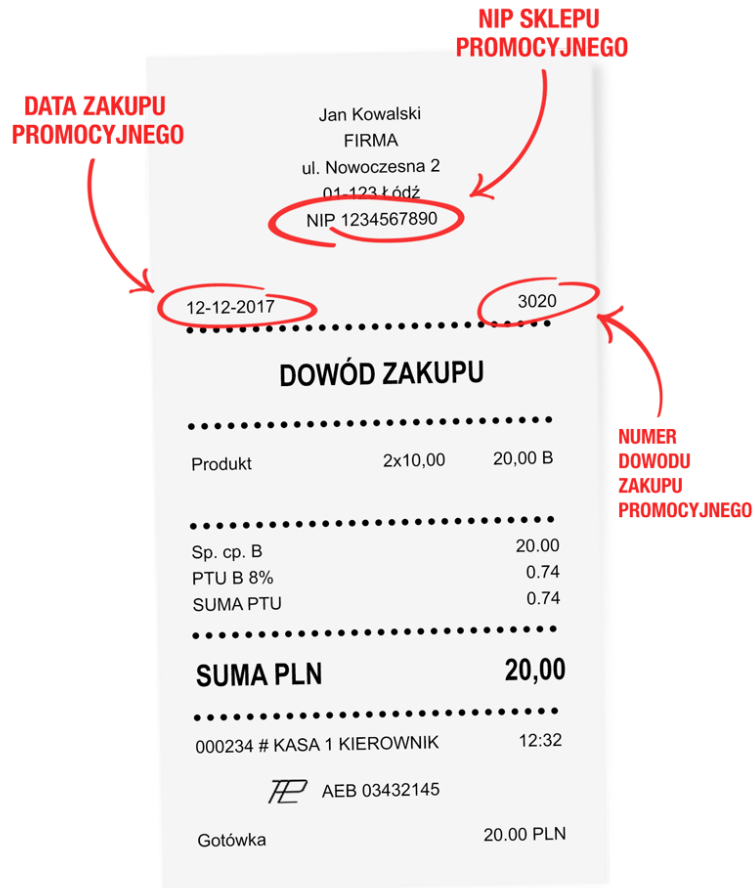 NIP SKLEPU
PROMOCYJNEGO
DATA ZAKUPU
PROMOCYJNEGO
Jan Kowalski
FIRMA
ul. Nowoczesna 2
01-123 Łódź
NIP 1234567890
12-12-2017 3020
DOWÓD ZAKUPU
NUMER
DOWODU
ZAKUPU
PROMOCYJNEGO
Produkt 2x10,00 20,00 B
Sp. cp. B 20.00
PTU B 8% 0.74
SUMA PTU 0.74
SUMA PLN 20,00
000234 # KASA 1 KIEROWNIK 12:32
AEB 03432145
Gotówka 20.00 PLN